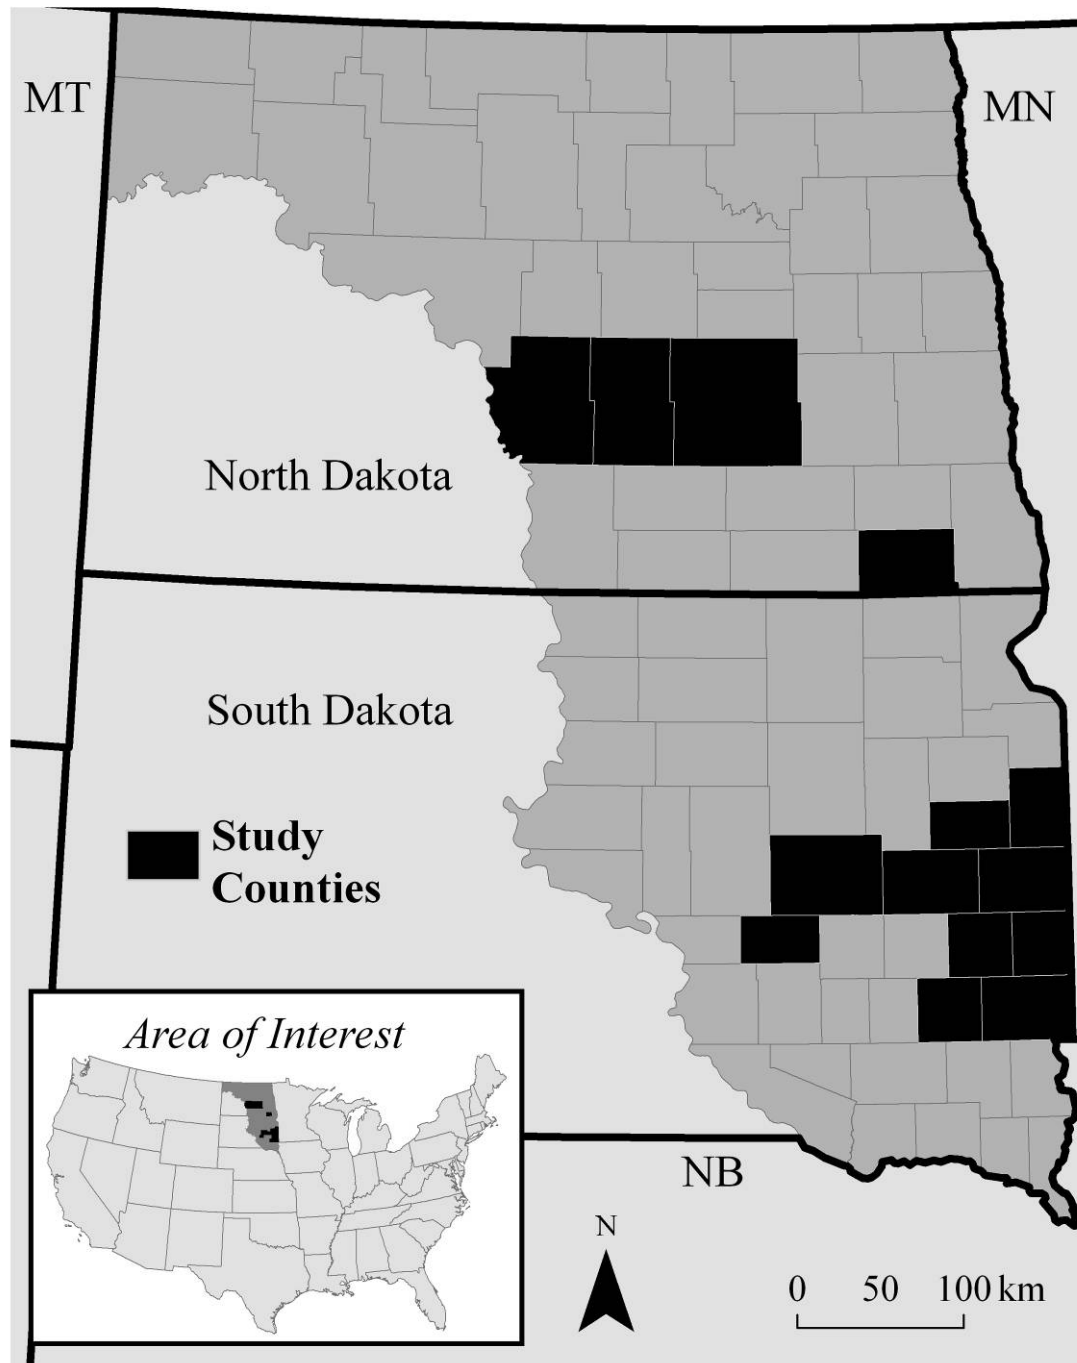 MT
MN
North Dakota
South Dakota
Study
Counties
Area of Interest
NB
N
0 50 100 km